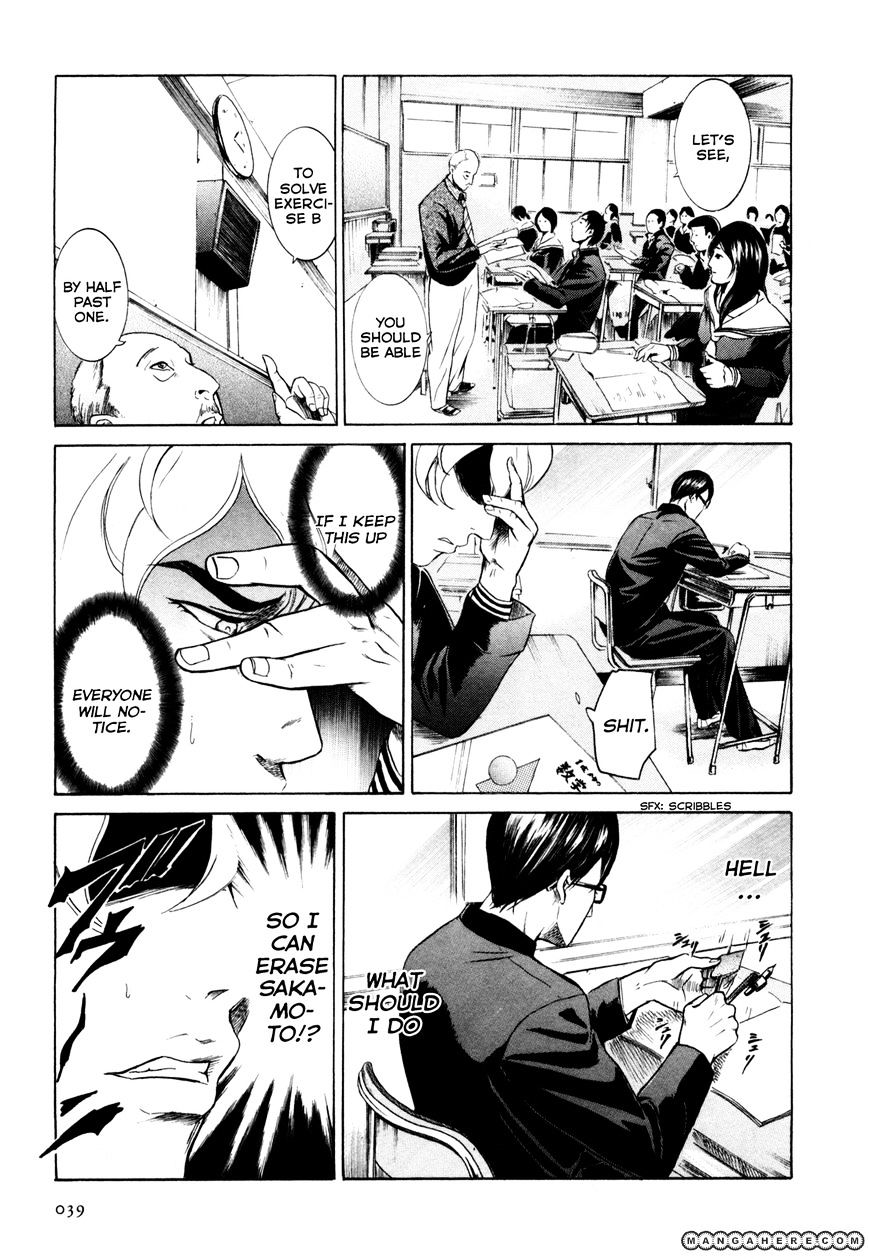 LET'S
SEE,
YOU
SHOULD
BE ABLE
TO
SOLVE
EXERCI-
SE B
BY HALF
PAST
ONE.
SHIT.
数学
IF I KEEP
THIS UP
EVERYONE
WILL NO-
TICE.
SFX: SCRIBBLES
HELL
...
WHAT
SHOULD
I DO
SO I
CAN
ERASE
SAKA-
MO-
TO!?
039
MANGAHERE.COM